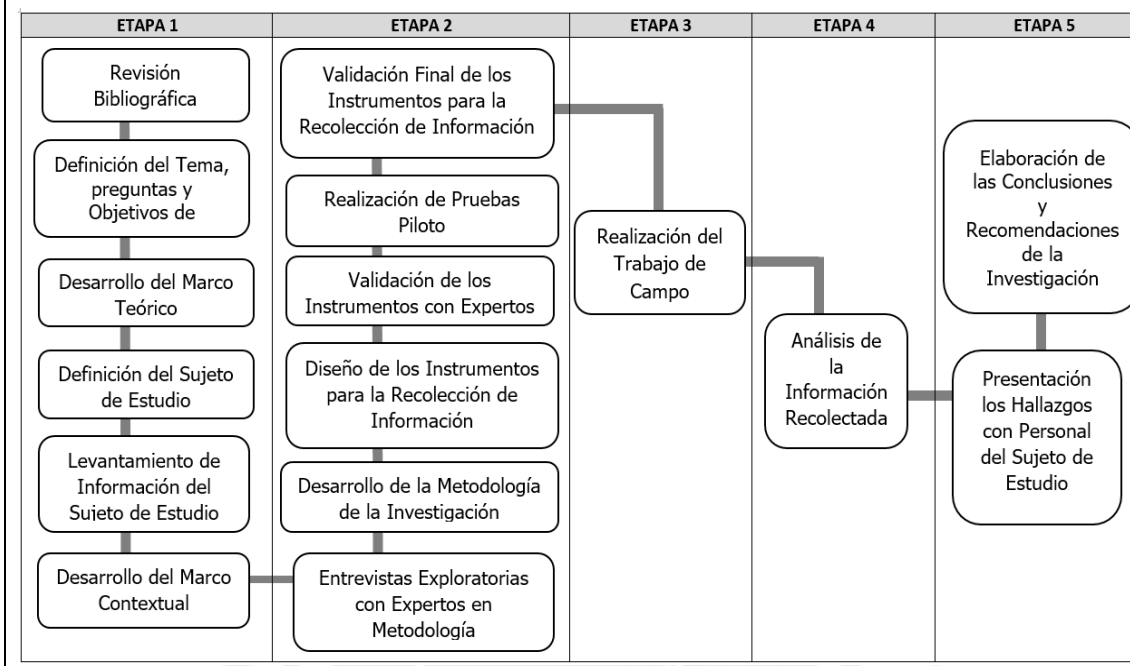 ETAPA 1
ETAPA 2
ETAPA 3
ETAPA 4
ETAPA 5
Revisión
Bibliográfica
Definición del Tema,
preguntas y
Objetivos de
Desarrollo del Marco
Teórico
Definición del Sujeto
de Estudio
Levantamiento de
Información del
Sujeto de Estudio
Desarrollo del Marco
Contextual
Validación Final de los
Instrumentos para la
Recolección de Información
Realización de Pruebas
Piloto
Validación de los
Instrumentos con Expertos
Diseño de los Instrumentos
para la Recolección de
Información
Desarrollo de la Metodología
de la Investigación
Entrevistas Exploratorias
con Expertos en
Metodología
Realización del
Trabajo de
Campo
Análisis de
la
Información
Recolectada
Elaboración de
las Conclusiones
y
Recomendaciones
de la
Investigación
Presentación
los Hallazgos
con Personal
del Sujeto de
Estudio